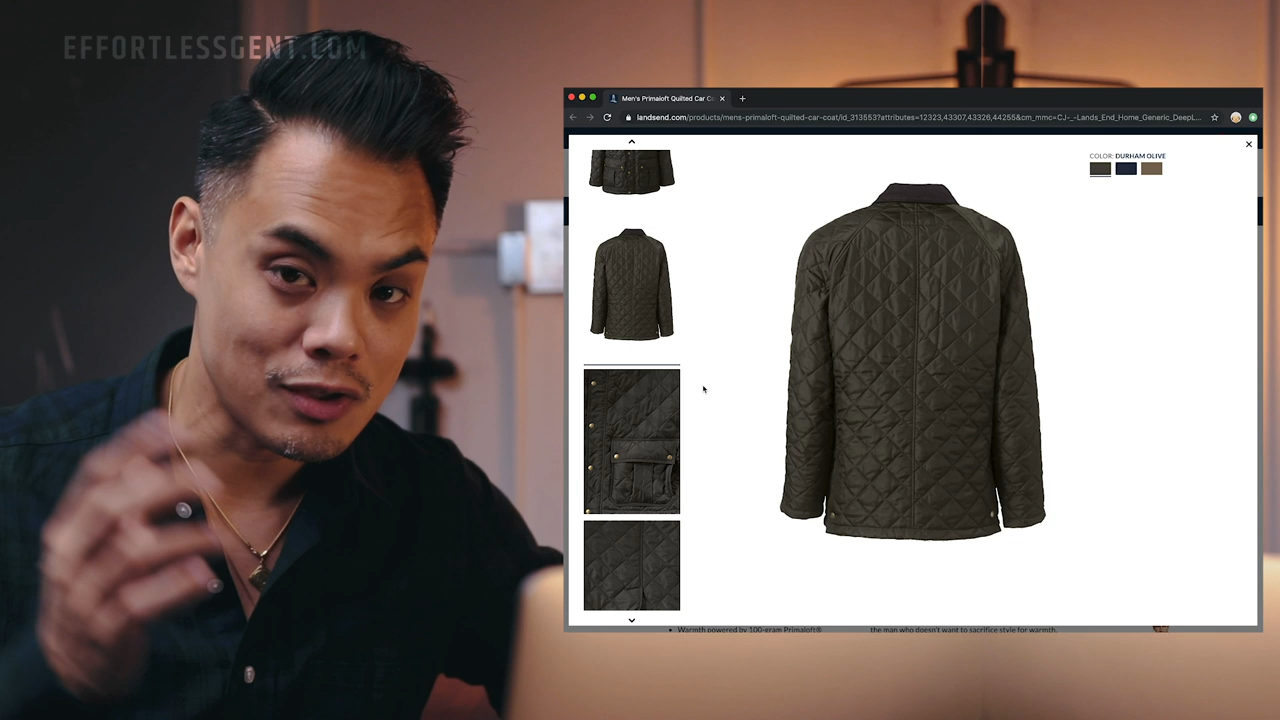 EFFORTLESSGENT.COM
Men's Primaloft Quilted Car C
landsend.com/products/mens-primaloft-quilted-car-coat/id_313553?attributes=12323,43307,43326,44255&cm_mmc=CJ-_-Lands_End_Home_Generic_DeepL...
COLOR: DURHAM OLIVE
Warmth powered by 100-gram Primaloft®
the man who doesn't want to sacrifice style for warmth.